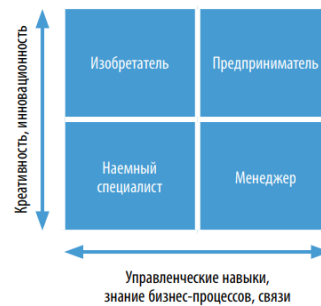 Креативность, инновационность
Изобретатель
Предприниматель
Наемный
специалист
Менеджер
Управленческие навыки,
знание бизнес-процессов, связи